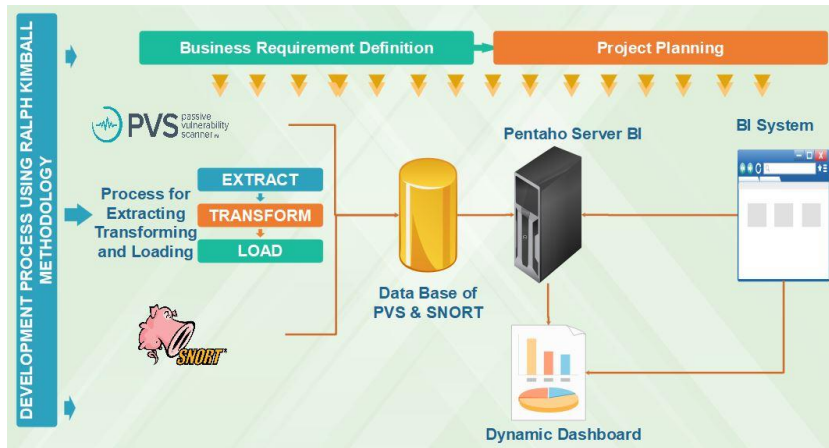 DEVELOPMENT PROCESS USING RALPH KIMBALL
METHODOLOGY
Business Requirement Definition
Project Planning
PVS passive
vulnerability
scanner
Pentaho Server BI
BI System
Process for
Extracting
Transforming
and Loading
EXTRACT
TRANSFORM
LOAD
Data Base of
PVS & SNORT
SNORT
Dynamic Dashboard